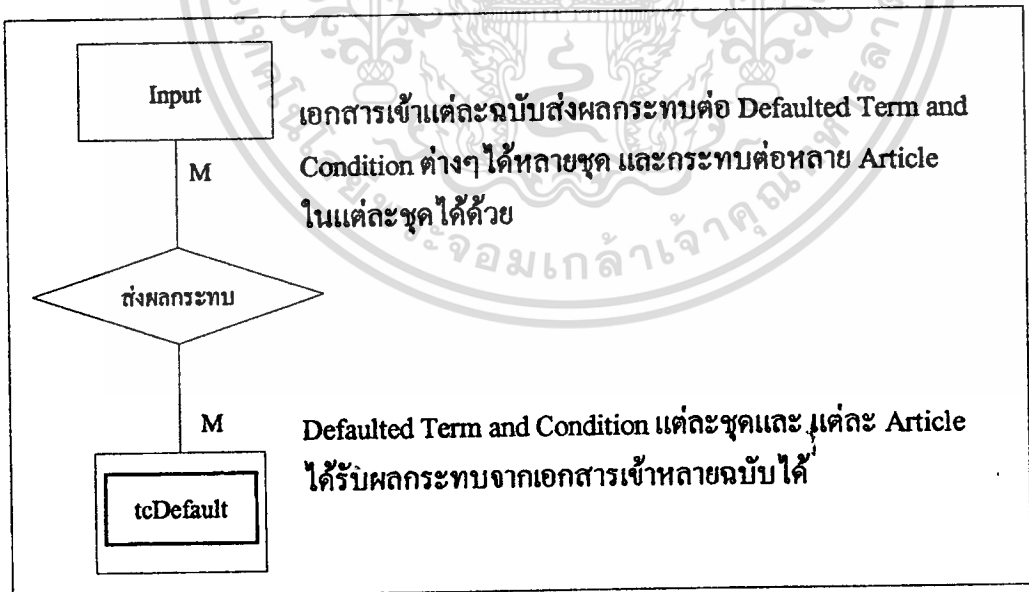 Input
เอกสารเข้าแต่ละฉบับส่งผลกระทบต่อ Defaulted Term and
Condition ต่างๆ ได้หลายชุด และกระทบต่อหลาย Article
ในแต่ละชุดได้ด้วย
M
ส่งผลกระทบ
M
Defaulted Term and Condition แต่ละชุดและ แต่ละ Article
ได้รับผลกระทบจากเอกสารเข้าหลายฉบับได้
tcDefault